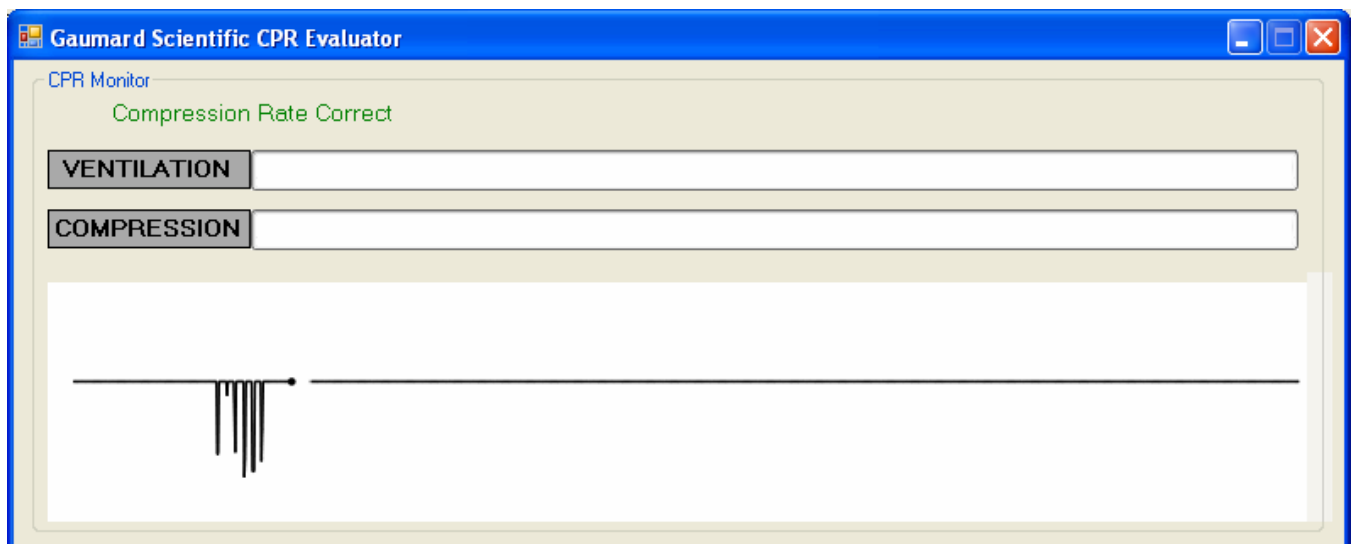 Gaumard Scientific CPR Evaluator
CPR Monitor
Compression Rate Correct
VENTILATION
COMPRESSION